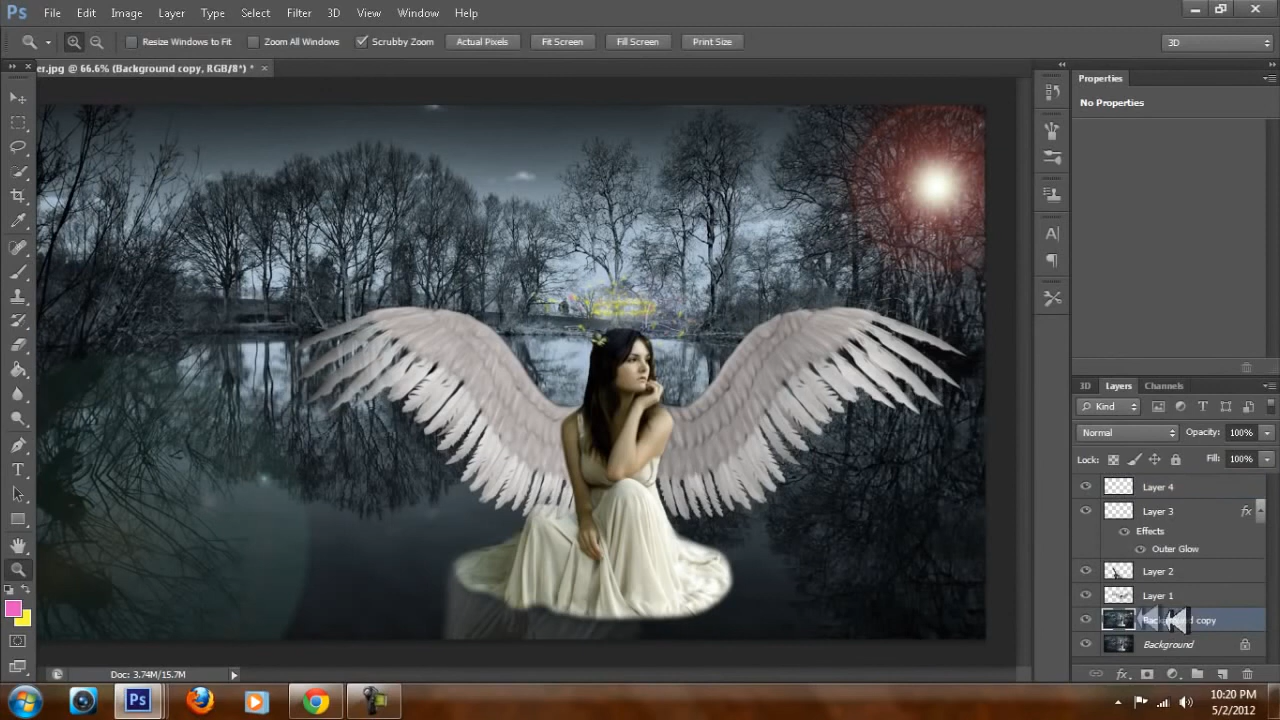 Ps File Edit Image Layer Type Select Filter 3D View Window Help
Resize Windows to Fit Zoom All Windows Scrubby Zoom Actual Pixels Fit Screen Fill Screen Print Size 3D
er.jpg @ 66.6% (Background copy, RGB/8*) * ×
Properties
No Properties
3D Layers Channels
Kind
Normal Opacity: 100%
Lock: Fill: 100%
Layer 4
Layer 3 fx
Effects
Outer Glow
Layer 2
Layer 1
Background copy
Background
Doc: 3.74M/15.7M
Ps
10:20 PM
5/2/2012